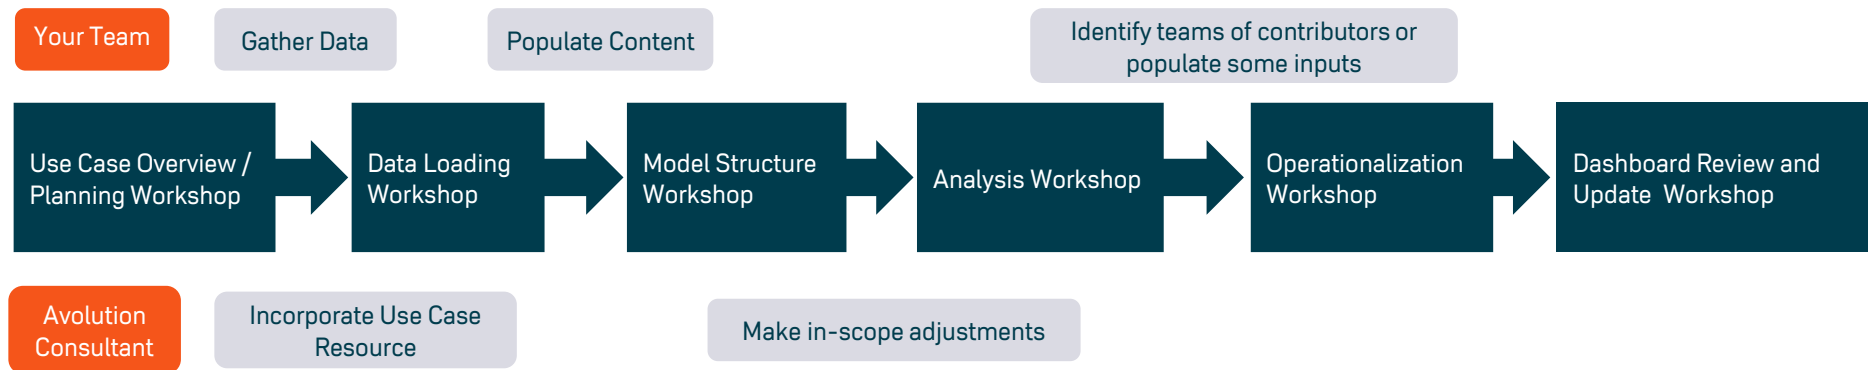 Your Team
Gather Data
Populate Content
Identify teams of contributors or
populate some inputs
Use Case Overview /
Planning Workshop
Data Loading
Workshop
Model Structure
Workshop
Analysis Workshop
Operationalization
Workshop
Dashboard Review and
Update Workshop
Avolution
Consultant
Incorporate Use Case
Resource
Make in-scope adjustments